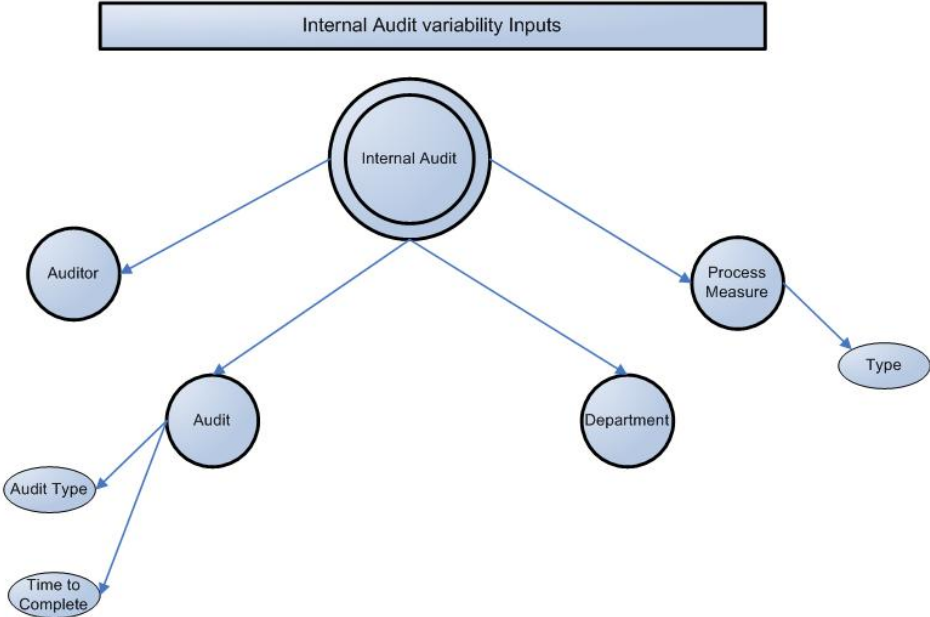 Internal Audit variability Inputs
Internal Audit
Auditor
Process
Measure
Type
Audit
Department
Audit Type
Time to
Complete